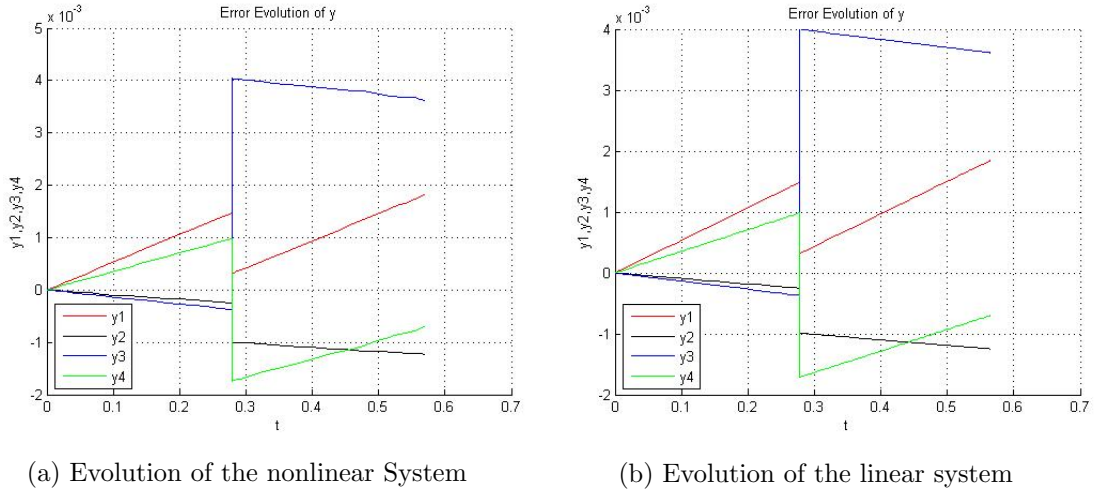 x 10⁻³
Error Evolution of y
5
4
3
2
1
0
-1
-2
y1,y2,y3,y4
y1
y2
y3
y4
0 0.1 0.2 0.3 0.4 0.5 0.6 0.7
t
(a) Evolution of the nonlinear System
x 10⁻³
Error Evolution of y
4
3
2
1
0
-1
-2
y1,y2,y3,y4
y1
y2
y3
y4
0 0.1 0.2 0.3 0.4 0.5 0.6 0.7
t
(b) Evolution of the linear system